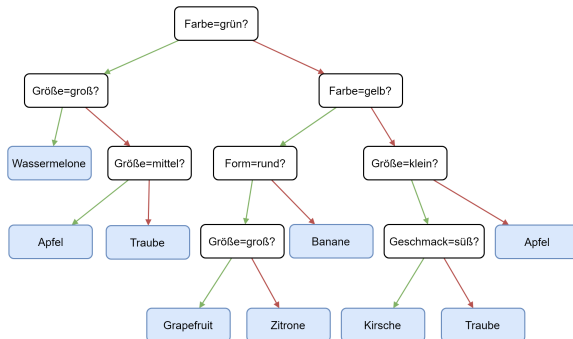 Farbe=grün?
Größe=groß?
Farbe=gelb?
Wassermelone
Größe=mittel?
Form=rund?
Größe=klein?
Apfel
Traube
Größe=groß?
Banane
Geschmack=süß?
Apfel
Grapefruit
Zitrone
Kirsche
Traube